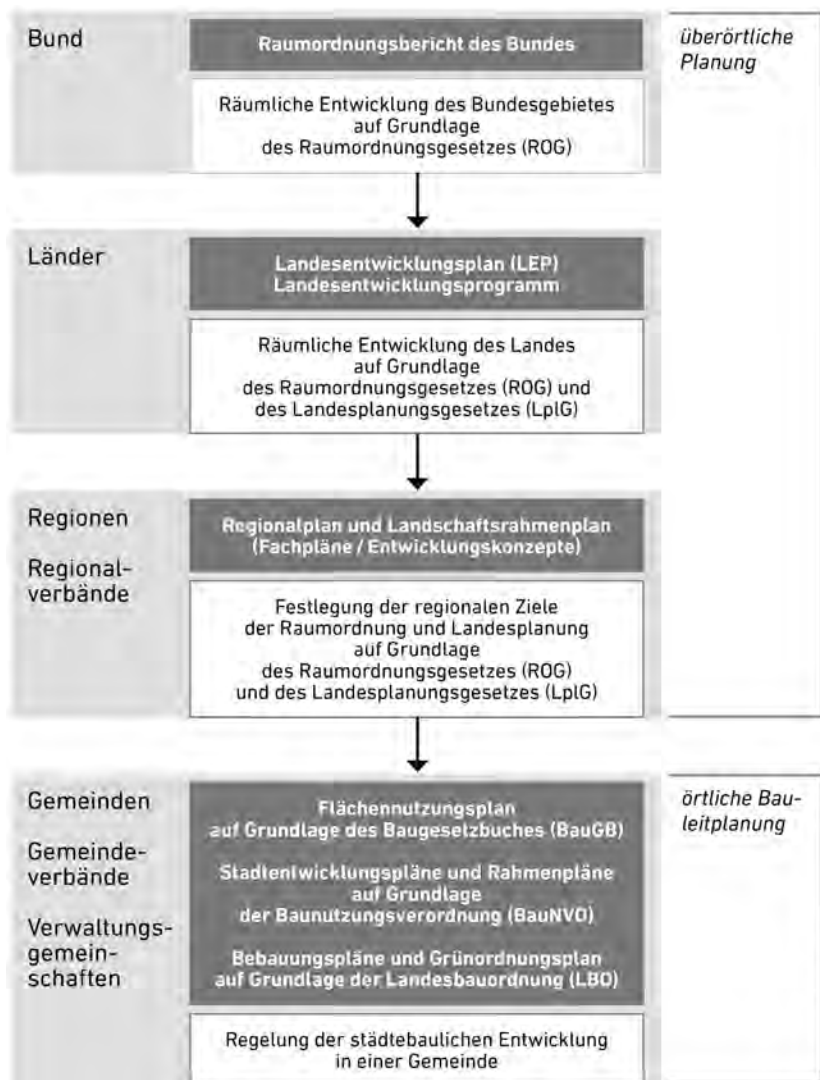 Bund
Raumordnungsbericht des Bundes
Räumliche Entwicklung des Bundesgebietes
auf Grundlage
des Raumordnungsgesetzes (ROG)
überörtliche
Planung
Länder
Landesentwicklungsplan (LEP)
Landesentwicklungsprogramm
Räumliche Entwicklung des Landes
auf Grundlage
des Raumordnungsgesetzes (ROG) und
des Landesplanungsgesetzes (LplG)
Regionen
Regional-
verbände
Regionalplan und Landschaftsrahmenplan
(Fachpläne / Entwicklungskonzepte)
Festlegung der regionalen Ziele
der Raumordnung und Landesplanung
auf Grundlage
des Raumordnungsgesetzes (ROG)
und des Landesplanungsgesetzes (LplG)
Gemeinden
Gemeinde-
verbände
Verwaltungs-
gemein-
schaften
Flächennutzungsplan
auf Grundlage des Baugesetzbuches (BauGB)
Stadtentwicklungspläne und Rahmenpläne
auf Grundlage
der Baunutzungsverordnung (BauNVO)
Bebauungspläne und Grünordnungsplan
auf Grundlage der Landesbauordnung (LBO)
Regelung der städtebaulichen Entwicklung
in einer Gemeinde
örtliche Bau-
leitplanung